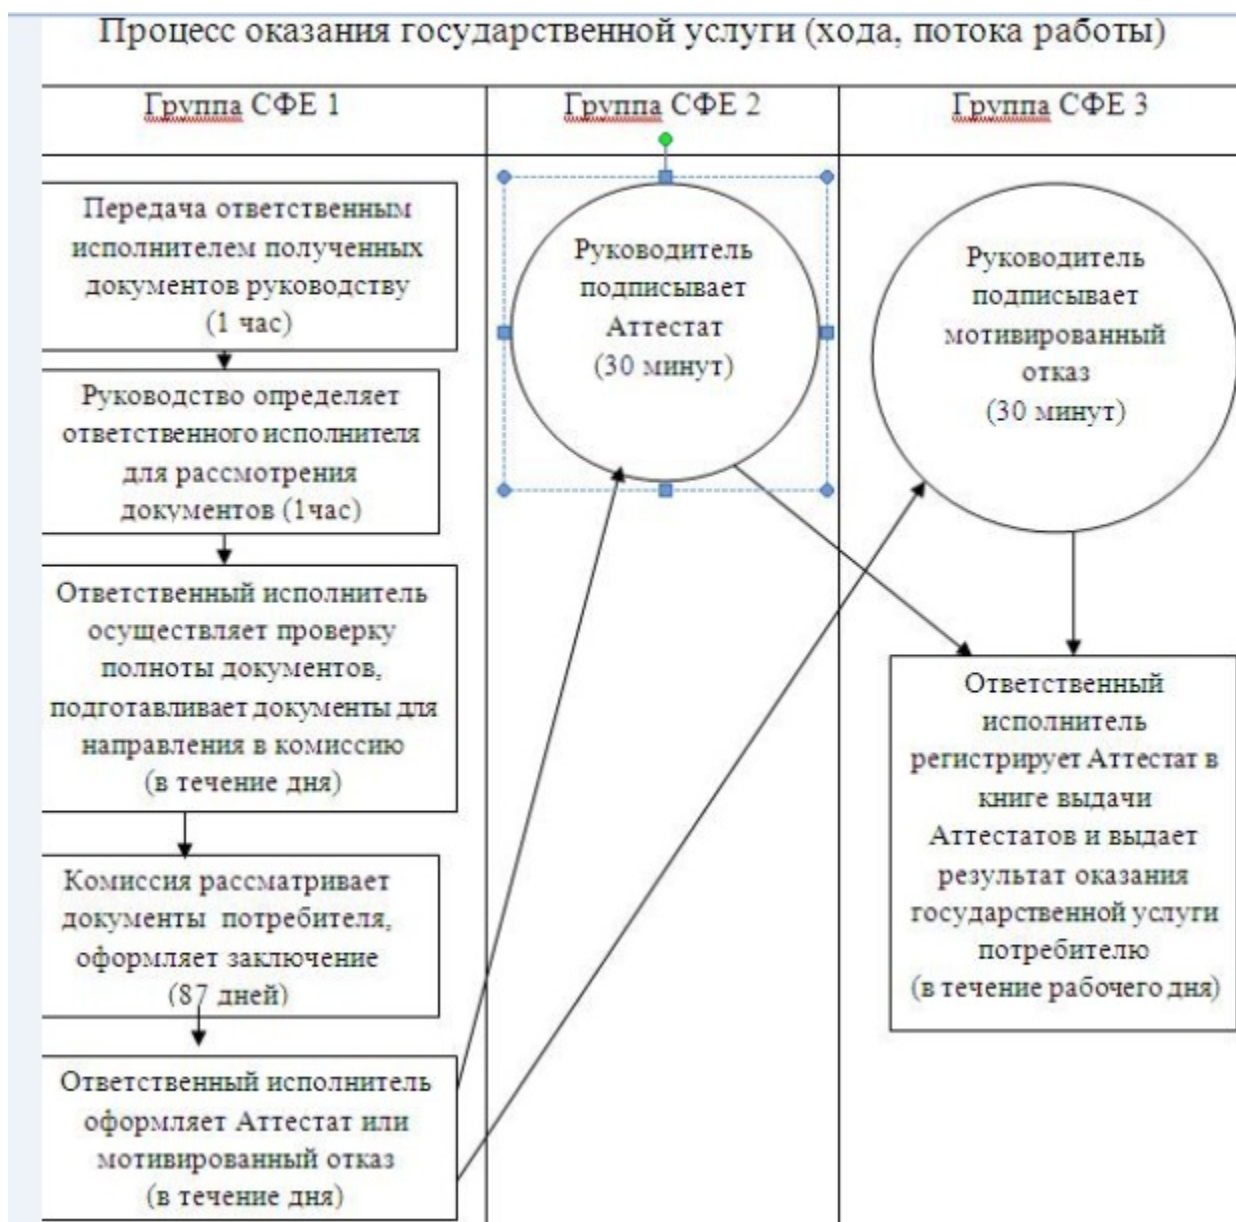 Процесс оказания государственной услуги (хода, потока работы)
Группа СФЕ 1
Группа СФЕ 2
Группа СФЕ 3
Передача ответственным
исполнителем полученных
документов руководству
(1 час)
Руководство определяет
ответственного исполнителя
для рассмотрения
документов (1час)
Ответственный исполнитель
осуществляет проверку
полноты документов,
подготавливает документы для
направления в комиссию
(в течение дня)
Комиссия рассматривает
документы потребителя,
оформляет заключение
(87 дней)
Ответственный исполнитель
оформляет Аттестат или
мотивированный отказ
(в течение дня)
Руководитель
подписывает
Аттестат
(30 минут)
Руководитель
подписывает
мотивированный
отказ
(30 минут)
Ответственный
исполнитель
регистрирует Аттестат в
книге выдачи
Аттестатов и выдает
результат оказания
государственной услуги
потребителю
(в течение рабочего дня)